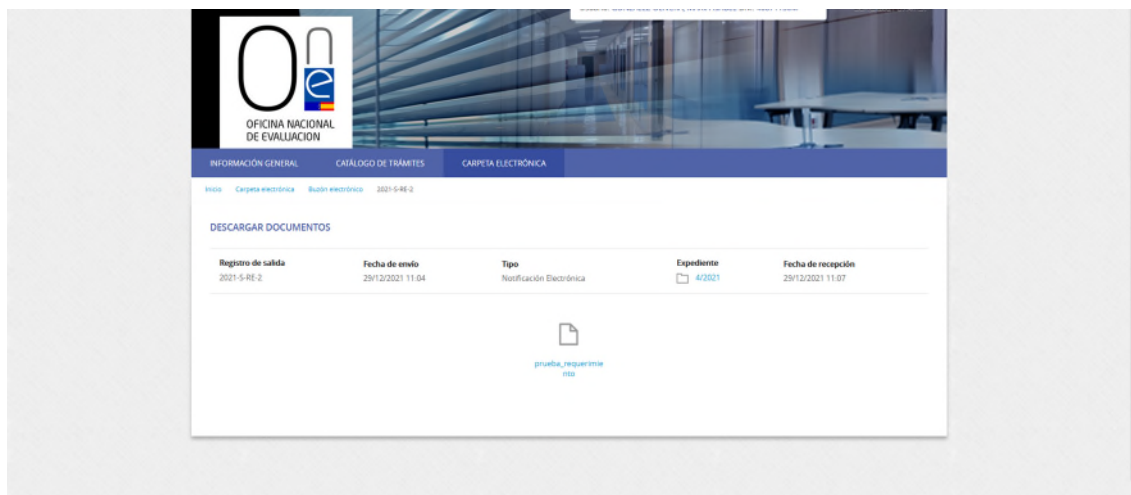 OFICINA NACIONAL
DE EVALUACION
INFORMACIÓN GENERAL CATÁLOGO DE TRÁMITES CARPETA ELECTRÓNICA
Inicio Carpeta electrónica Buzón electrónico 2021-S-RE-2
DESCARGAR DOCUMENTOS
Registro de salida Fecha de envío Tipo Expediente Fecha de recepción
2021-S-RE-2 29/12/2021 11:04 Notificación Electrónica 4/2021 29/12/2021 11:07
prueba_requerimie
nto